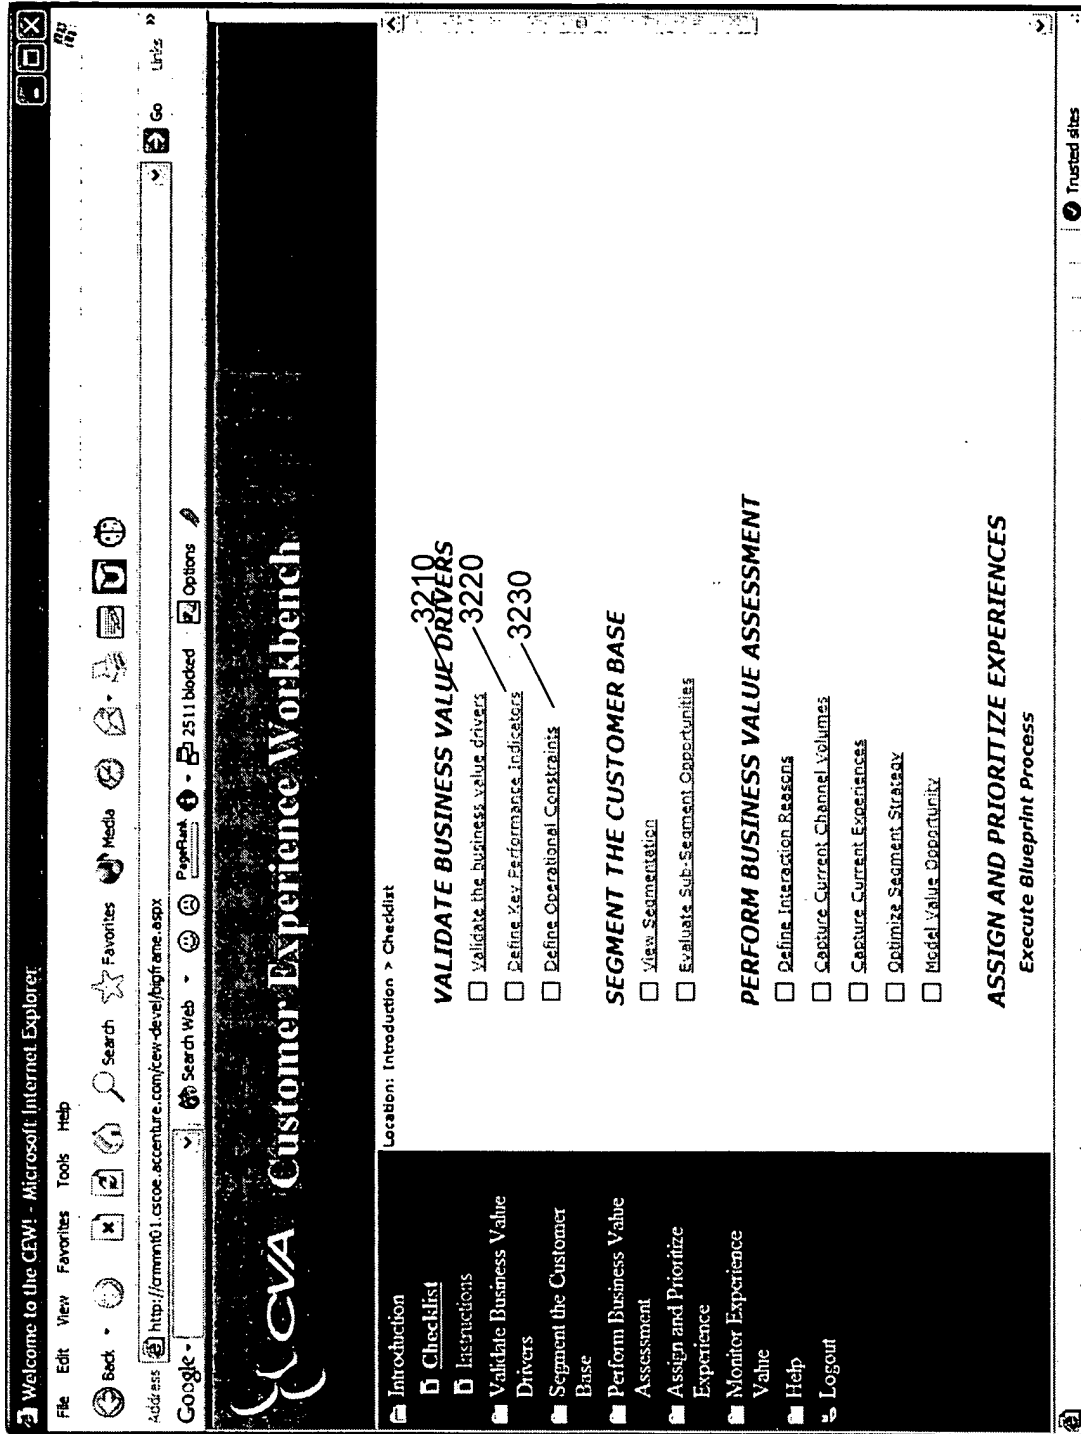 Welcome to the CEW! - Microsoft Internet Explorer
File Edit View Favorites Tools Help
Back Search Favorites Media
Address http://crmmnt01.cscoe.accenture.com/cew-devel/bigframe.aspx Go Links »
Google Search Web PageRank 2511 blocked Options
CVA Customer Experience Workbench
Introduction
Checklist
Instructions
Validate Business Value
Drivers
Segment the Customer
Base
Perform Business Value
Assessment
Assign and Prioritize
Experience
Monitor Experience
Value
Help
Logout
Location: Introduction > Checklist
VALIDATE BUSINESS VALUE DRIVERS
3210
Validate the business value drivers
3220
Define Key Performance Indicators
3230
Define Operational Constraints
SEGMENT THE CUSTOMER BASE
View Segmentation
Evaluate Sub-Segment Opportunities
PERFORM BUSINESS VALUE ASSESSMENT
Define Interaction Reasons
Capture Current Channel Volumes
Capture Current Experiences
Optimize Segment Strategy
Model Value Opportunity
ASSIGN AND PRIORITIZE EXPERIENCES
Execute Blueprint Process
Trusted sites